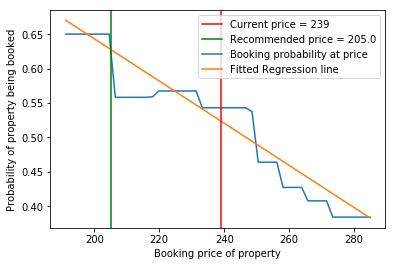 Current price = 239
Recommended price = 205.0
Booking probability at price
Fitted Regression line
Probability of property being booked
0.65
0.60
0.55
0.50
0.45
0.40
200
220
240
260
280
Booking price of property